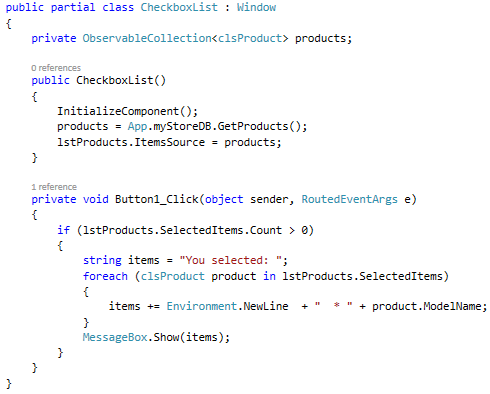 public partial class CheckboxList : Window
{
    private ObservableCollection<clsProduct> products;
    0 references
    public CheckboxList()
    {
        InitializeComponent();
        products = App.myStoreDB.GetProducts();
        lstProducts.ItemsSource = products;
    }
    1 reference
    private void Button1_Click(object sender, RoutedEventArgs e)
    {
        if (lstProducts.SelectedItems.Count > 0)
        {
            string items = "You selected: ";
            foreach (clsProduct product in lstProducts.SelectedItems)
            {
                items += Environment.NewLine  + "  * " + product.ModelName;
            }
            MessageBox.Show(items);
        }
    }
}